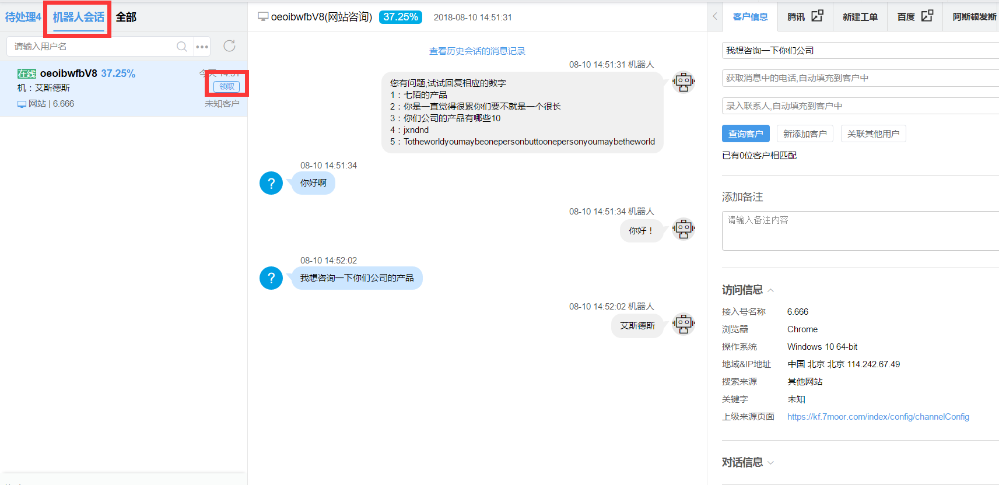 待处理4 机器人会话 全部
请输入用户名
在线 oeoibwfbV8 37.25%
机：艾斯德斯
领取
网站 | 6.666 未知客户
oeoibwfbV8(网站咨询) 37.25% 2018-08-10 14:51:31
查看历史会话的消息记录
08-10 14:51:31 机器人
您有问题,试试回复相应的数字
1：七陌的产品
2：你是一直觉得很累你们要不就是一个很长
3：你们公司的产品有哪些10
4：jxndnd
5：Totheworldyoumaybeonepersonbuttoonepersonyoumaybetheworld
08-10 14:51:34
?
你好啊
08-10 14:51:34 机器人
你好！
08-10 14:52:02
?
我想咨询一下你们公司的产品
08-10 14:52:02 机器人
艾斯德斯
客户信息 腾讯 新建工单 百度 阿斯顿发斯
我想咨询一下你们公司
获取消息中的电话,自动填充到客户中
录入联系人,自动填充到客户中
查询客户 新添加客户 关联其他用户
已有0位客户相匹配
添加备注
请输入备注内容
访问信息
接入号名称 6.666
浏览器 Chrome
操作系统 Windows 10 64-bit
地域&IP地址 中国 北京 北京 114.242.67.49
搜索来源 其他网站
关键字 未知
上级来源页面 https://kf.7moor.com/index/config/channelConfig
对话信息